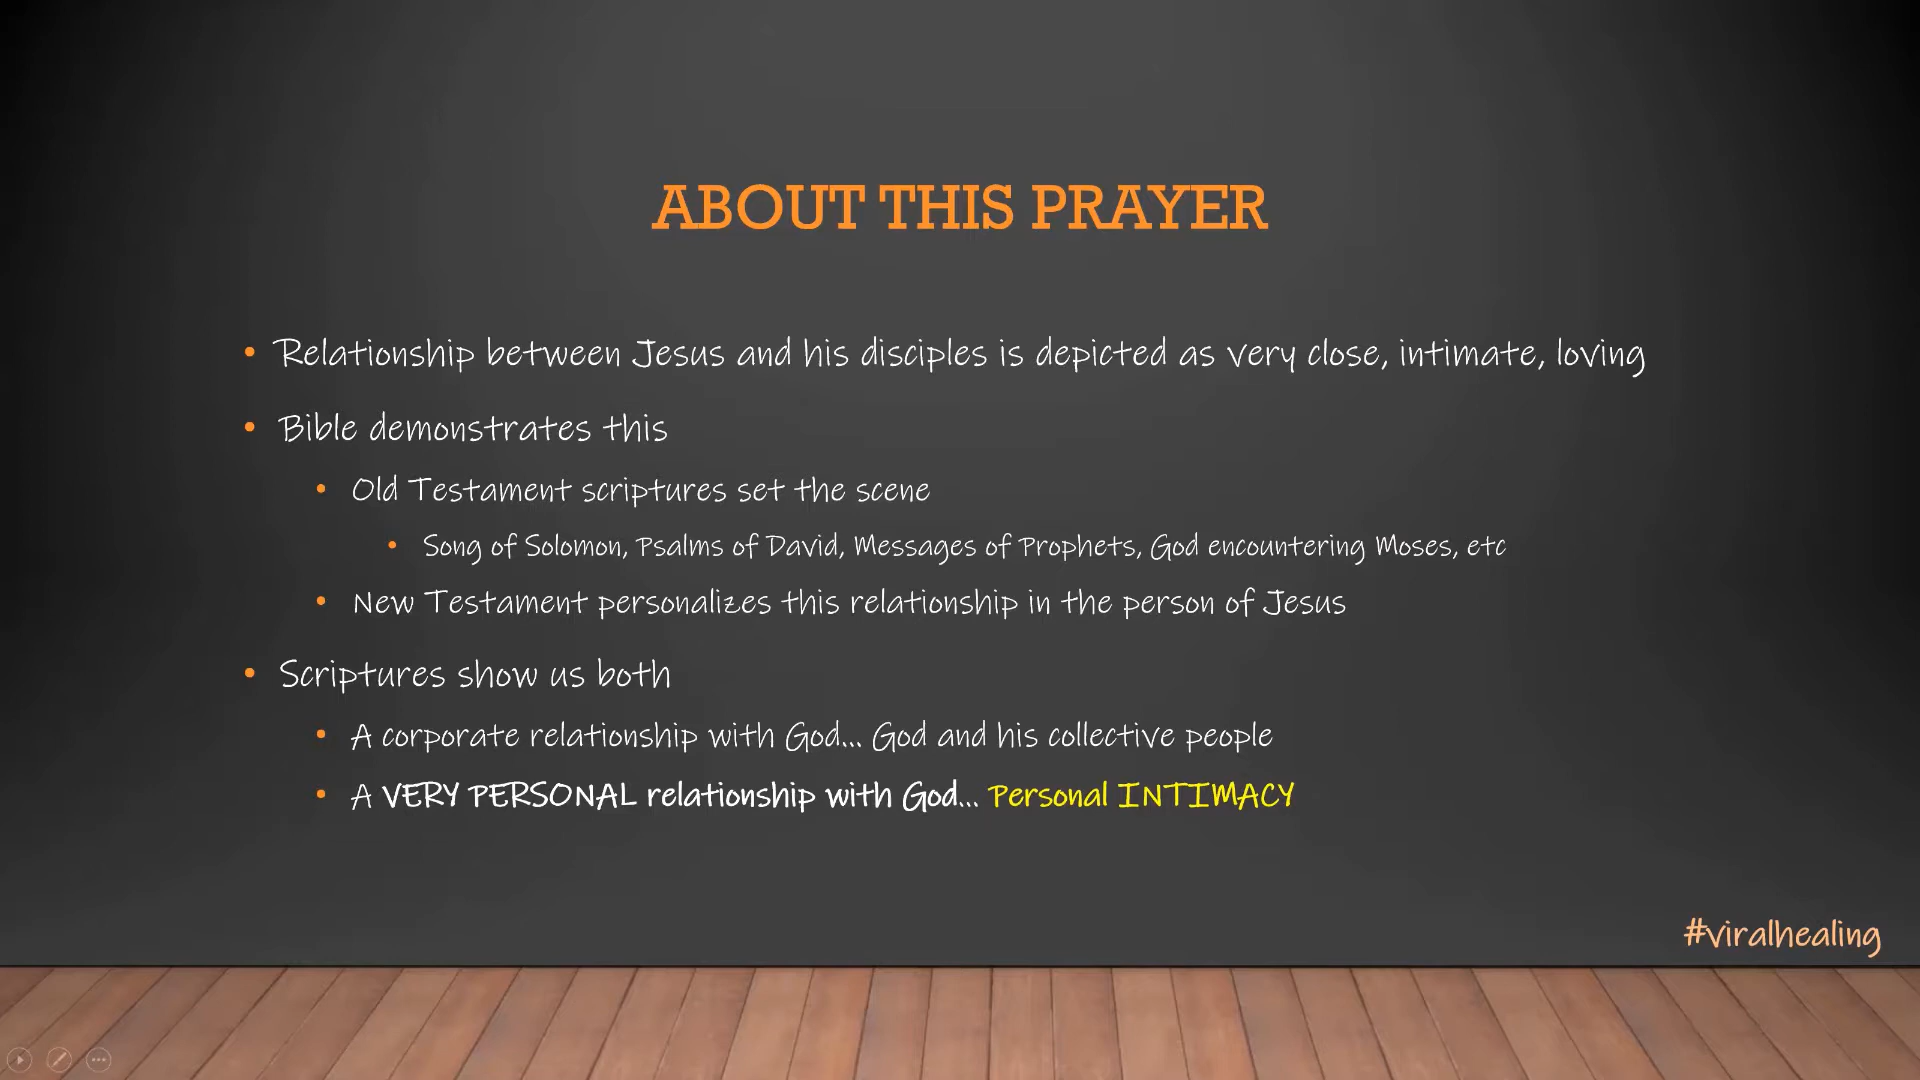 ABOUT THIS PRAYER
• Relationship between Jesus and his disciples is depicted as very close, intimate, loving
• Bible demonstrates this
• Old Testament scriptures set the scene
• Song of Solomon, Psalms of David, Messages of Prophets, God encountering Moses, etc
• New Testament personalizes this relationship in the person of Jesus
• Scriptures show us both
• A corporate relationship with God... God and his collective people
• A VERY PERSONAL relationship with God... Personal INTIMACY
#viralhealing